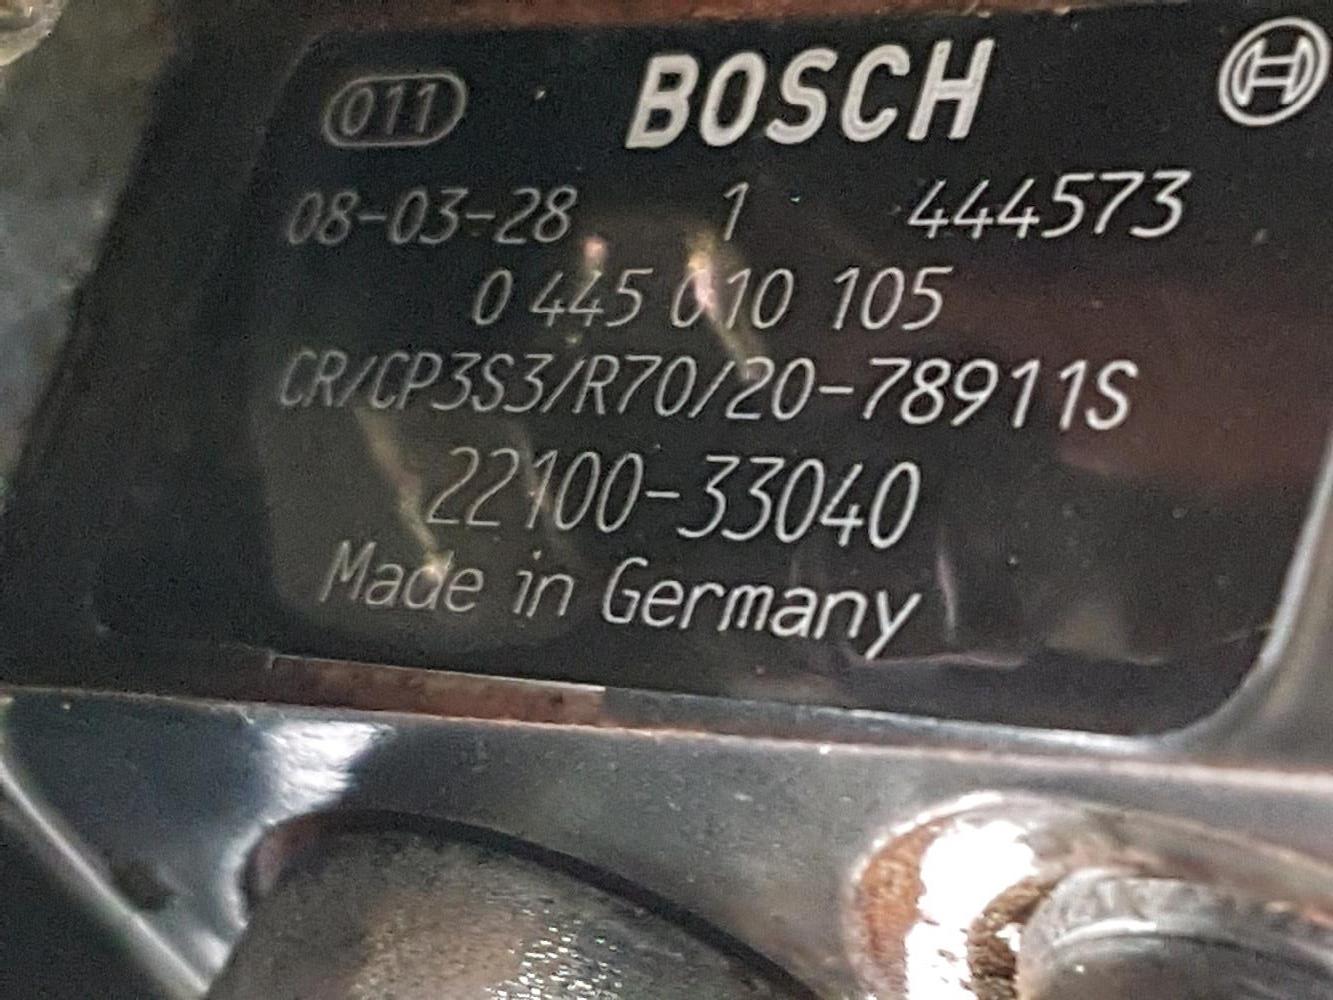 011 BOSCH
08-03-28 1 444573
0 445 010 105
CR/CP3S3/R70/20-78911S
22100-33040
Made in Germany